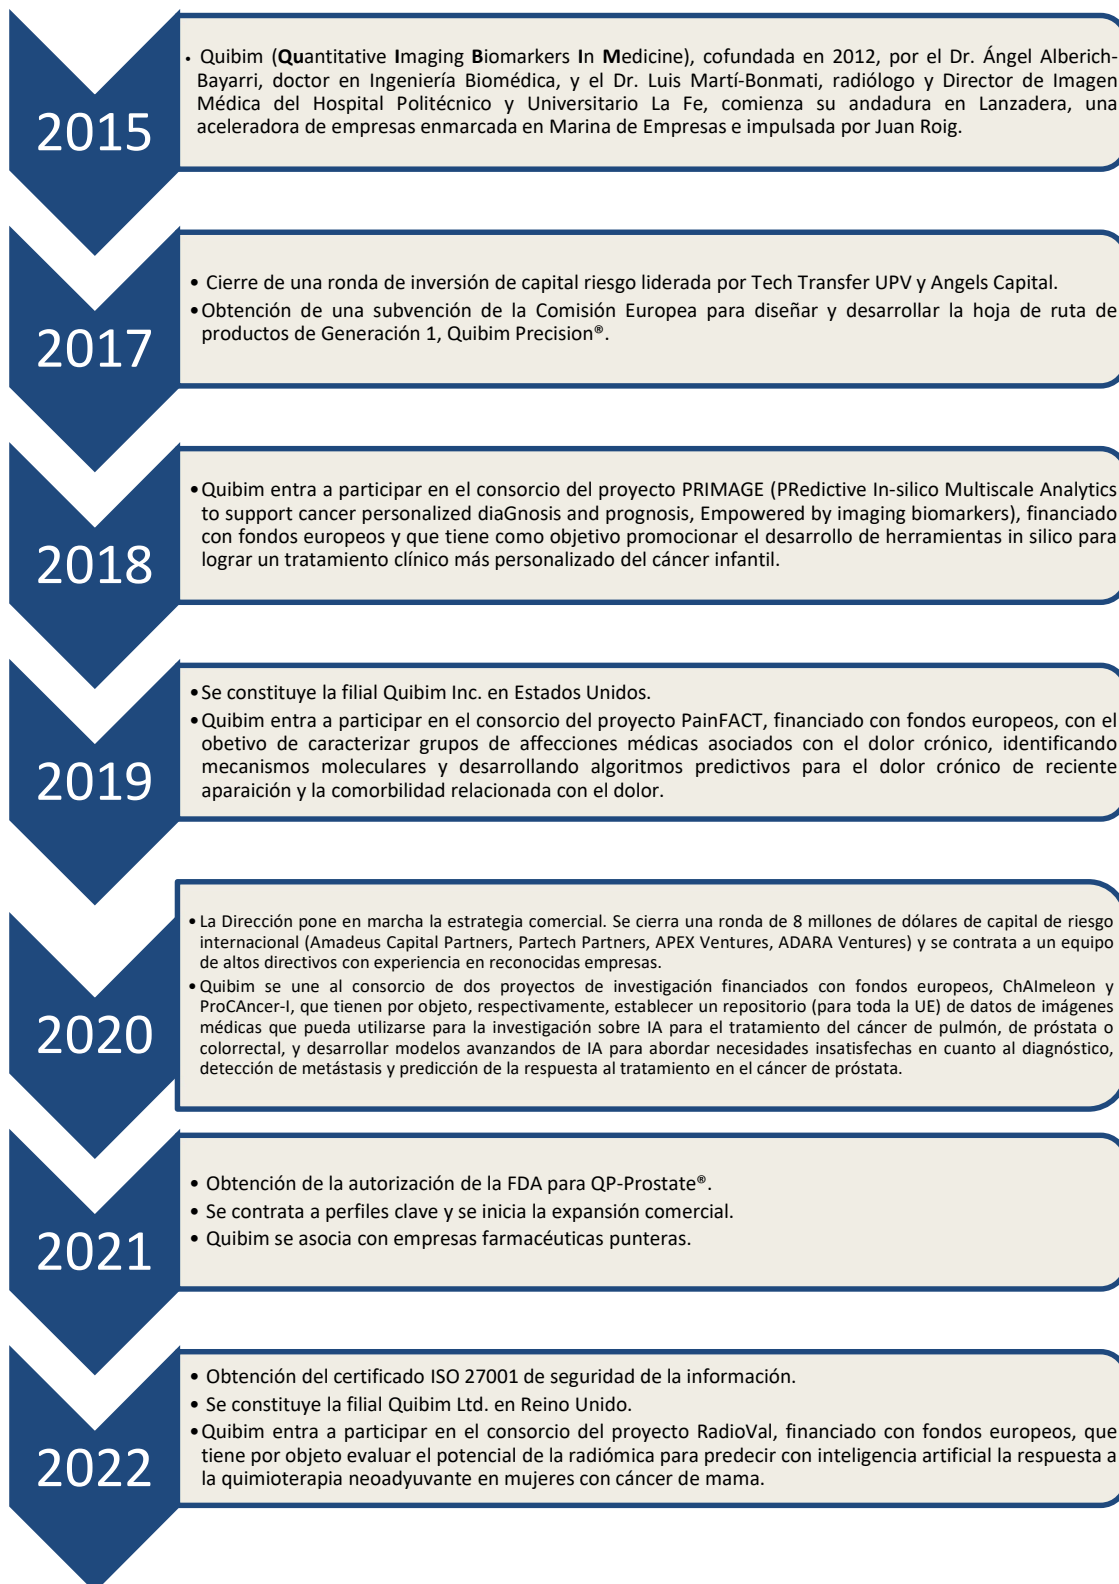 2015
• Quibim (Quantitative Imaging Biomarkers In Medicine), cofundada en 2012, por el Dr. Ángel Alberich-
Bayarri, doctor en Ingeniería Biomédica, y el Dr. Luis Martí-Bonmati, radiólogo y Director de Imagen
Médica del Hospital Politécnico y Universitario La Fe, comienza su andadura en Lanzadera, una
aceleradora de empresas enmarcada en Marina de Empresas e impulsada por Juan Roig.
2017
• Cierre de una ronda de inversión de capital riesgo liderada por Tech Transfer UPV y Angels Capital.
• Obtención de una subvención de la Comisión Europea para diseñar y desarrollar la hoja de ruta de
productos de Generación 1, Quibim Precision®.
2018
• Quibim entra a participar en el consorcio del proyecto PRIMAGE (PRedictive In-silico Multiscale Analytics
to support cancer personalized diaGnosis and prognosis, Empowered by imaging biomarkers), financiado
con fondos europeos y que tiene como objetivo promocionar el desarrollo de herramientas in silico para
lograr un tratamiento clínico más personalizado del cáncer infantil.
2019
• Se constituye la filial Quibim Inc. en Estados Unidos.
• Quibim entra a participar en el consorcio del proyecto PainFACT, financiado con fondos europeos, con el
obetivo de caracterizar grupos de affecciones médicas asociados con el dolor crónico, identificando
mecanismos moleculares y desarrollando algoritmos predictivos para el dolor crónico de reciente
aparaición y la comorbilidad relacionada con el dolor.
2020
• La Dirección pone en marcha la estrategia comercial. Se cierra una ronda de 8 millones de dólares de capital de riesgo
internacional (Amadeus Capital Partners, Partech Partners, APEX Ventures, ADARA Ventures) y se contrata a un equipo
de altos directivos con experiencia en reconocidas empresas.
• Quibim se une al consorcio de dos proyectos de investigación financiados con fondos europeos, ChAImeleon y
ProCAncer-I, que tienen por objeto, respectivamente, establecer un repositorio (para toda la UE) de datos de imágenes
médicas que pueda utilizarse para la investigación sobre IA para el tratamiento del cáncer de pulmón, de próstata o
colorrectal, y desarrollar modelos avanzandos de IA para abordar necesidades insatisfechas en cuanto al diagnóstico,
detección de metástasis y predicción de la respuesta al tratamiento en el cáncer de próstata.
2021
• Obtención de la autorización de la FDA para QP-Prostate®.
• Se contrata a perfiles clave y se inicia la expansión comercial.
• Quibim se asocia con empresas farmacéuticas punteras.
2022
• Obtención del certificado ISO 27001 de seguridad de la información.
• Se constituye la filial Quibim Ltd. en Reino Unido.
• Quibim entra a participar en el consorcio del proyecto RadioVal, financiado con fondos europeos, que
tiene por objeto evaluar el potencial de la radiómica para predecir con inteligencia artificial la respuesta a
la quimioterapia neoadyuvante en mujeres con cáncer de mama.